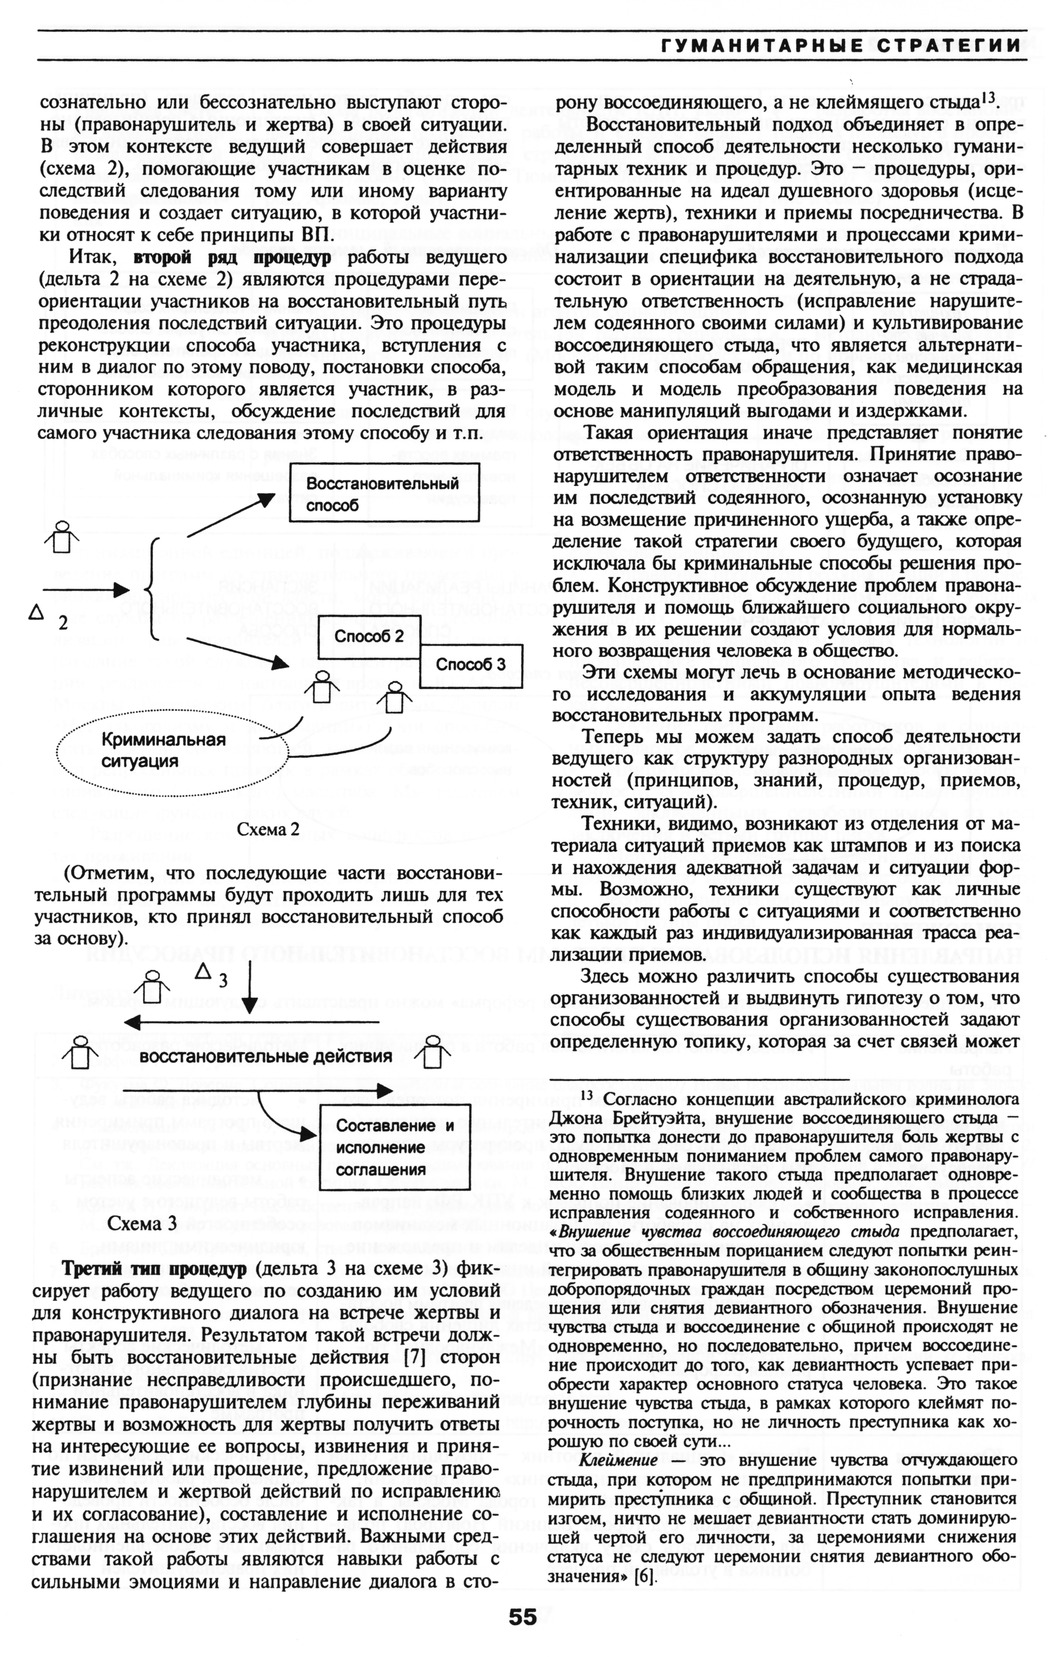 ГУМАНИТАРНЫЕ СТРАТЕГИИ
сознательно или бессознательно выступают сторо-
ны (правонарушитель и жертва) в своей ситуации.
В этом контексте ведущий совершает действия
(схема 2), помогающие участникам в оценке по-
следствий следования тому или иному варианту
поведения и создает ситуацию, в которой участни-
ки относят к себе принципы ВП.
Итак, второй ряд процедур работы ведущего
(дельта 2 на схеме 2) являются процедурами пере-
ориентации участников на восстановительный путь
преодоления последствий ситуации. Это процедуры
реконструкции способа участника, вступления с
ним в диалог по этому поводу, постановки способа,
сторонником которого является участник, в раз-
личные контексты, обсуждение последствий для
самого участника следования этому способу и т.п.
Восстановительный
способ
Δ 2
Способ 2
Способ 3
Криминальная
ситуация
Схема 2
(Отметим, что последующие части восстанови-
тельный программы будут проходить лишь для тех
участников, кто принял восстановительный способ
за основу).
Δ 3
восстановительные действия
Составление и
исполнение
соглашения
Схема 3
Третий тип процедур (дельта 3 на схеме 3) фик-
сирует работу ведущего по созданию им условий
для конструктивного диалога на встрече жертвы и
правонарушителя. Результатом такой встречи долж-
ны быть восстановительные действия [7] сторон
(признание несправедливости происшедшего, по-
нимание правонарушителем глубины переживаний
жертвы и возможность для жертвы получить ответы
на интересующие ее вопросы, извинения и приня-
тие извинений или прощение, предложение право-
нарушителем и жертвой действий по исправлению
и их согласование), составление и исполнение со-
глашения на основе этих действий. Важными сред-
ствами такой работы являются навыки работы с
сильными эмоциями и направление диалога в сто-
рону воссоединяющего, а не клеймящего стыда¹³.
Восстановительный подход объединяет в опре-
деленный способ деятельности несколько гумани-
тарных техник и процедур. Это — процедуры, ори-
ентированные на идеал душевного здоровья (исце-
ление жертв), техники и приемы посредничества. В
работе с правонарушителями и процессами крими-
нализации специфика восстановительного подхода
состоит в ориентации на деятельную, а не страда-
тельную ответственность (исправление нарушите-
лем содеянного своими силами) и культивирование
воссоединяющего стыда, что является альтернати-
вой таким способам обращения, как медицинская
модель и модель преобразования поведения на
основе манипуляций выгодами и издержками.
Такая ориентация иначе представляет понятие
ответственность правонарушителя. Принятие право-
нарушителем ответственности означает осознание
им последствий содеянного, осознанную установку
на возмещение причиненного ущерба, а также опре-
деление такой стратегии своего будущего, которая
исключала бы криминальные способы решения про-
блем. Конструктивное обсуждение проблем правона-
рушителя и помощь ближайшего социального окру-
жения в их решении создают условия для нормаль-
ного возвращения человека в общество.
Эти схемы могут лечь в основание методическо-
го исследования и аккумуляции опыта ведения
восстановительных программ.
Теперь мы можем задать способ деятельности
ведущего как структуру разнородных организован-
ностей (принципов, знаний, процедур, приемов,
техник, ситуаций).
Техники, видимо, возникают из отделения от ма-
териала ситуаций приемов как штампов и из поиска
и нахождения адекватной задачам и ситуации фор-
мы. Возможно, техники существуют как личные
способности работы с ситуациями и соответственно
как каждый раз индивидуализированная трасса реа-
лизации приемов.
Здесь можно различить способы существования
организованностей и выдвинуть гипотезу о том, что
способы существования организованностей задают
определенную топику, которая за счет связей может
¹³ Согласно концепции австралийского криминолога
Джона Брейтуэйта, внушение воссоединяющего стыда —
это попытка донести до правонарушителя боль жертвы с
одновременным пониманием проблем самого правонару-
шителя. Внушение такого стыда предполагает одновре-
менно помощь близких людей и сообщества в процессе
исправления содеянного и собственного исправления.
«Внушение чувства воссоединяющего стыда предполагает,
что за общественным порицанием следуют попытки реин-
тегрировать правонарушителя в общину законопослушных
добропорядочных граждан посредством церемоний про-
щения или снятия девиантного обозначения. Внушение
чувства стыда и воссоединение с общиной происходят не
одновременно, но последовательно, причем воссоедине-
ние происходит до того, как девиантность успевает при-
обрести характер основного статуса человека. Это такое
внушение чувства стыда, в рамках которого клеймят по-
рочность поступка, но не личность преступника как хо-
рошую по своей сути...
Клеймение — это внушение чувства отчуждающего
стыда, при котором не предпринимаются попытки при-
мирить преступника с общиной. Преступник становится
изгоем, ничто не мешает девиантности стать доминирую-
щей чертой его личности, за церемониями снижения
статуса не следуют церемонии снятия девиантного обо-
значения» [6].
55